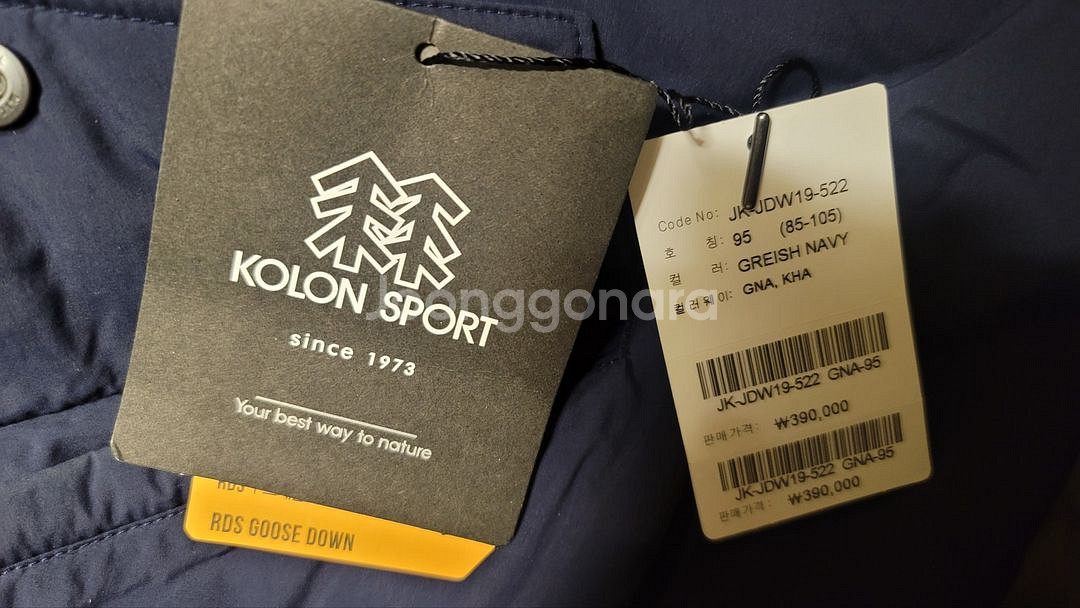 KOLON SPORT
since 1973
Your best way to nature
RDS
RDS GOOSE DOWN
Code No: JK-JDW19-522
호 칭: 95 (85-105)
컬 러: GREISH NAVY
컬러웨이: GNA, KHA
JK-JDW19-522 GNA-95
판매가격: ₩390,000
JK-JDW19-522 GNA-95
판매가격: ₩390,000
Joonggonara